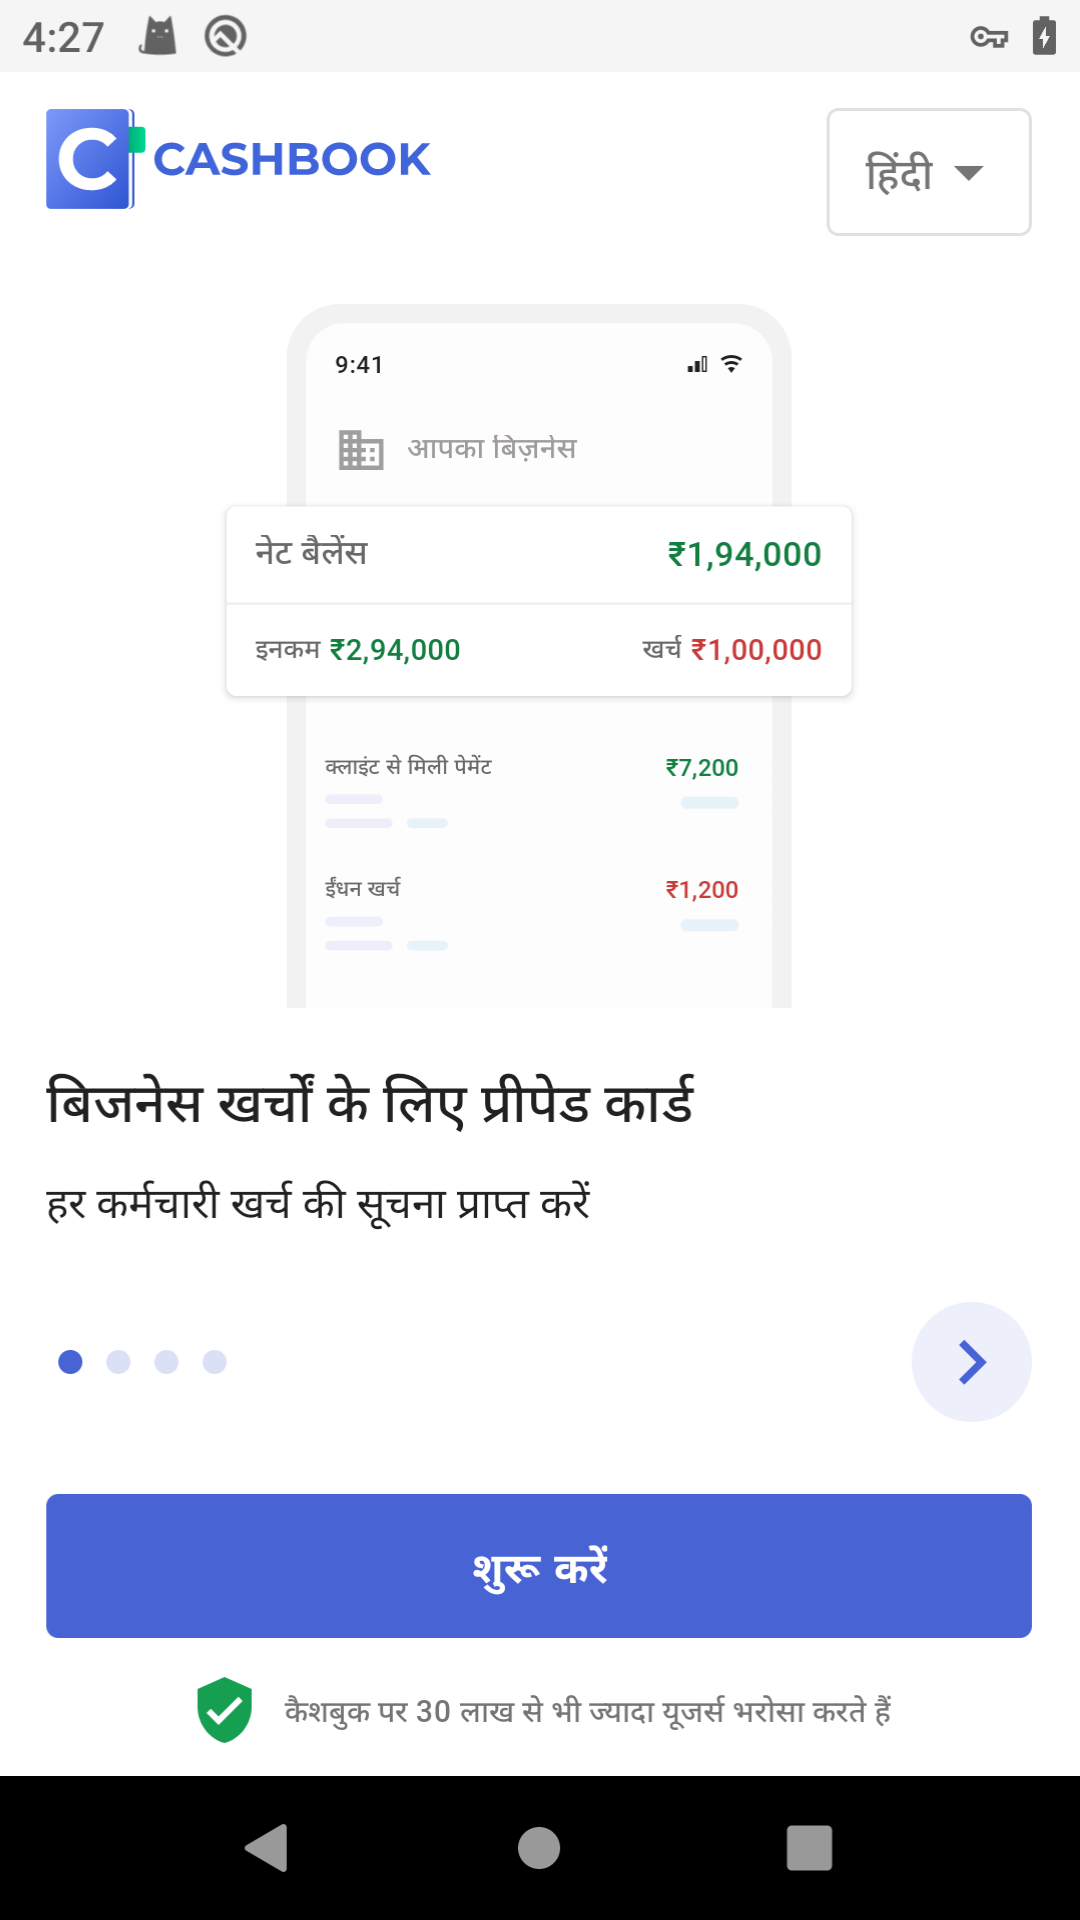 4:27
CASHBOOK
हिंदी
9:41
आपका बिज़नेस
नेट बैलेंस ₹1,94,000
इनकम ₹2,94,000 खर्च ₹1,00,000
क्लाइंट से मिली पेमेंट ₹7,200
ईंधन खर्च ₹1,200
बिजनेस खर्चों के लिए प्रीपेड कार्ड
हर कर्मचारी खर्च की सूचना प्राप्त करें
शुरू करें
कैशबुक पर 30 लाख से भी ज्यादा यूजर्स भरोसा करते हैं